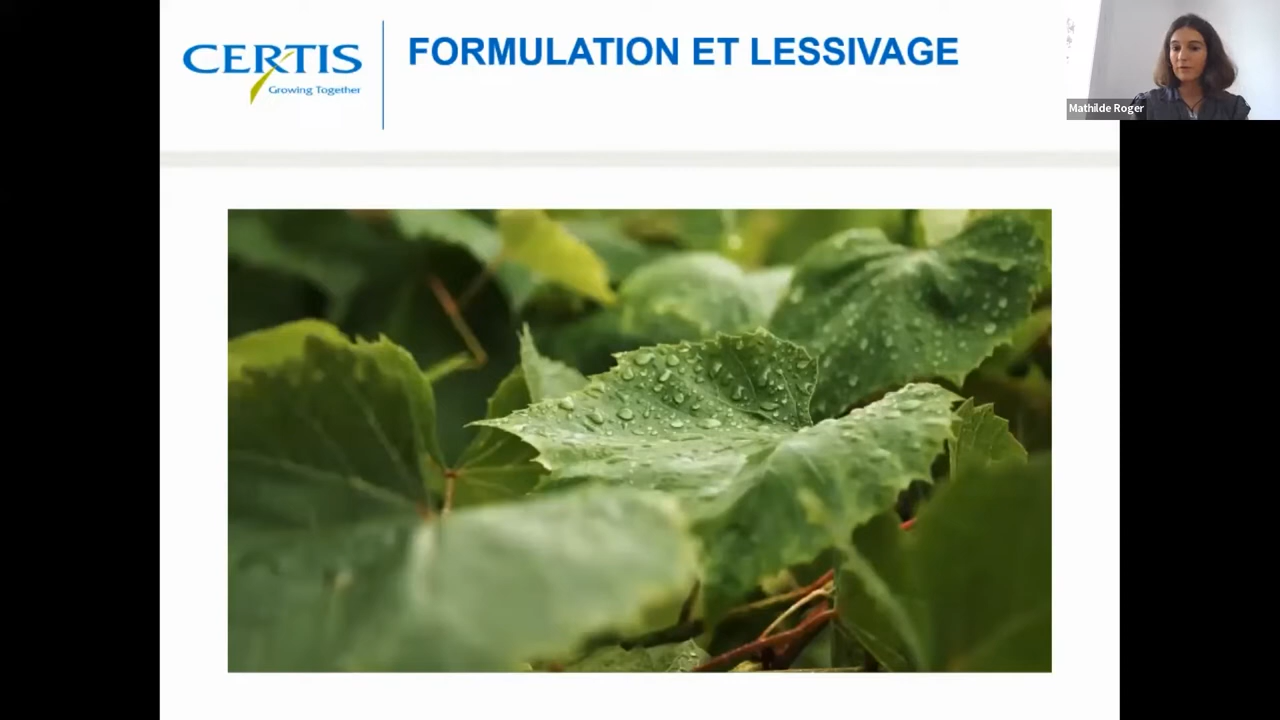 CERTIS
Growing Together
FORMULATION ET LESSIVAGE
Mathilde Roger